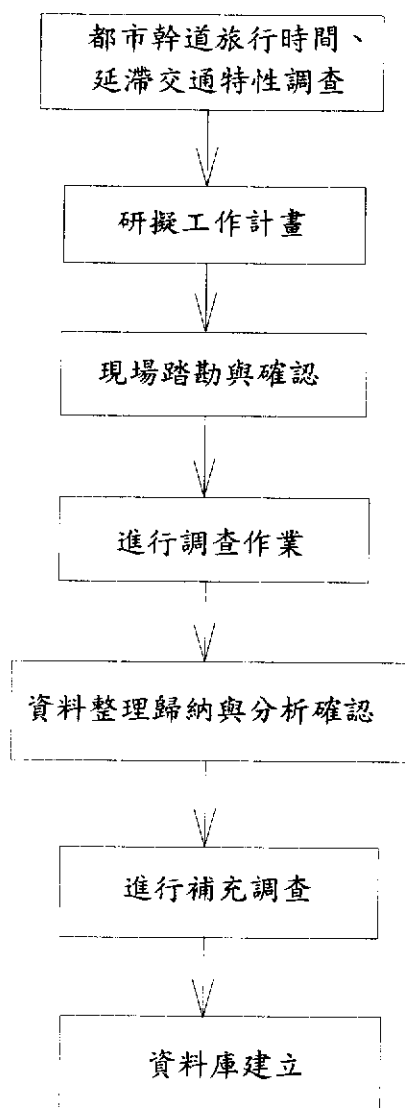 都市幹道旅行時間、
延滯交通特性調查
研擬工作計畫
現場踏勘與確認
進行調查作業
資料整理歸納與分析確認
進行補充調查
資料庫建立